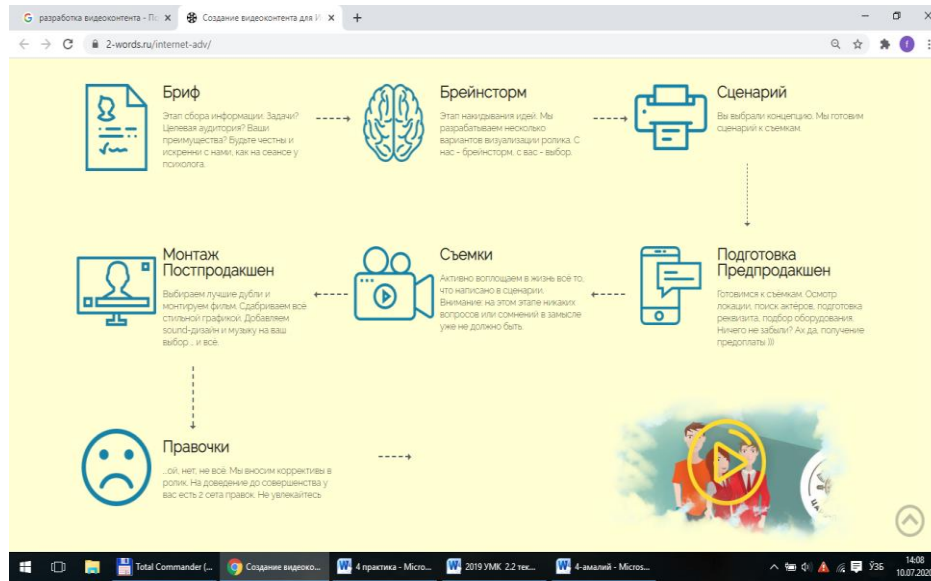 разработка видеоконтента - По
Создание видеоконтента для И
2-words.ru/internet-adv/
Бриф
Этап сбора информации. Задачи?
Целевая аудитория? Ваши
преимущества? Будьте честны и
искренни с нами, как на сеансе у
психолога.
Брейнсторм
Этап накидывания идей. Мы
разрабатываем несколько
вариантов визуализации ролика. С
нас - брейнсторм, с вас - выбор.
Сценарий
Вы выбрали концепцию. Мы готовим
сценарий к съемкам.
Монтаж
Постпродакшен
Выбираем лучшие дубли и
монтируем фильм. Сдабриваем всё
стильной графикой. Добавляем
sound-дизайн и музыку на ваш
выбор ... и всё.
Съемки
Активно воплощаем в жизнь всё то,
что написано в сценарии.
Внимание: на этом этапе никаких
вопросов или сомнений в замысле
уже не должно быть.
Подготовка
Предпродакшен
Готовимся к съёмкам. Осмотр
локации, поиск актёров, подготовка
реквизита, подбор оборудования.
Ничего не забыли? Ах да, получение
предоплаты )))
Правочки
...ой, нет, не всё. Мы вносим коррективы в
ролик. На доведение до совершенства у
вас есть 2 сета правок. Не увлекайтесь
Total Commander (...
Создание видеоко...
4 практика - Micro...
2019 УМК 2.2 тек...
4-амалий - Micros...
ЎЗБ
14:08
10.07.2020